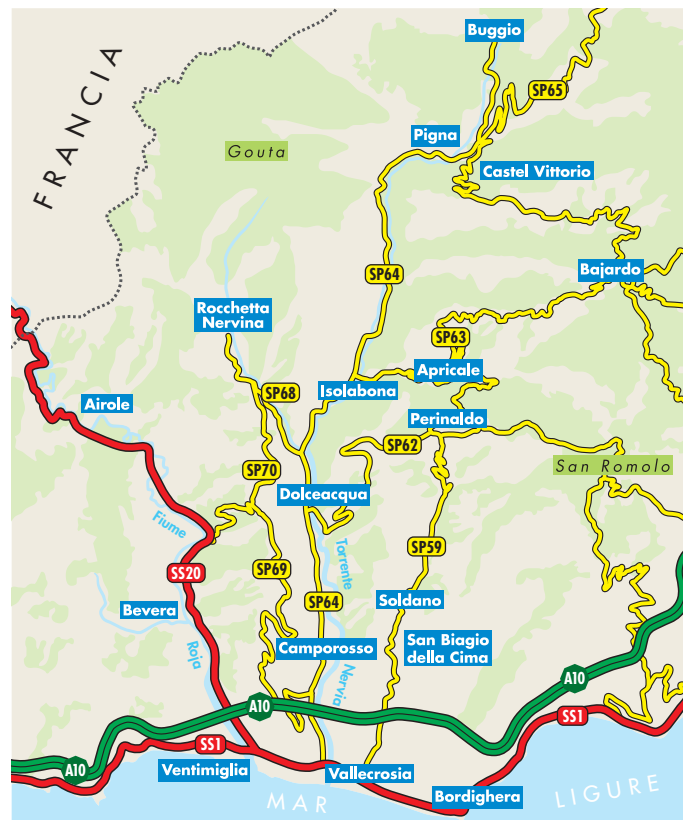 Buggio
SP65
FRANCIA
Pigna
Gouta
Castel Vittorio
SP64
Bajardo
Rocchetta
Nervina
SP63
Apricale
Isolabona
SP68
Airole
Perinaldo
SP62
San Romolo
SP70
Dolceacqua
Fiume
Torrente
SP59
SP69
SS20
SP64
Soldano
Bevera
Roja
Camporosso
San Biagio
della Cima
Nervia
A10
A10
SS1
SS1
A10
Ventimiglia
Vallecrosia
Bordighera
MAR
LIGURE